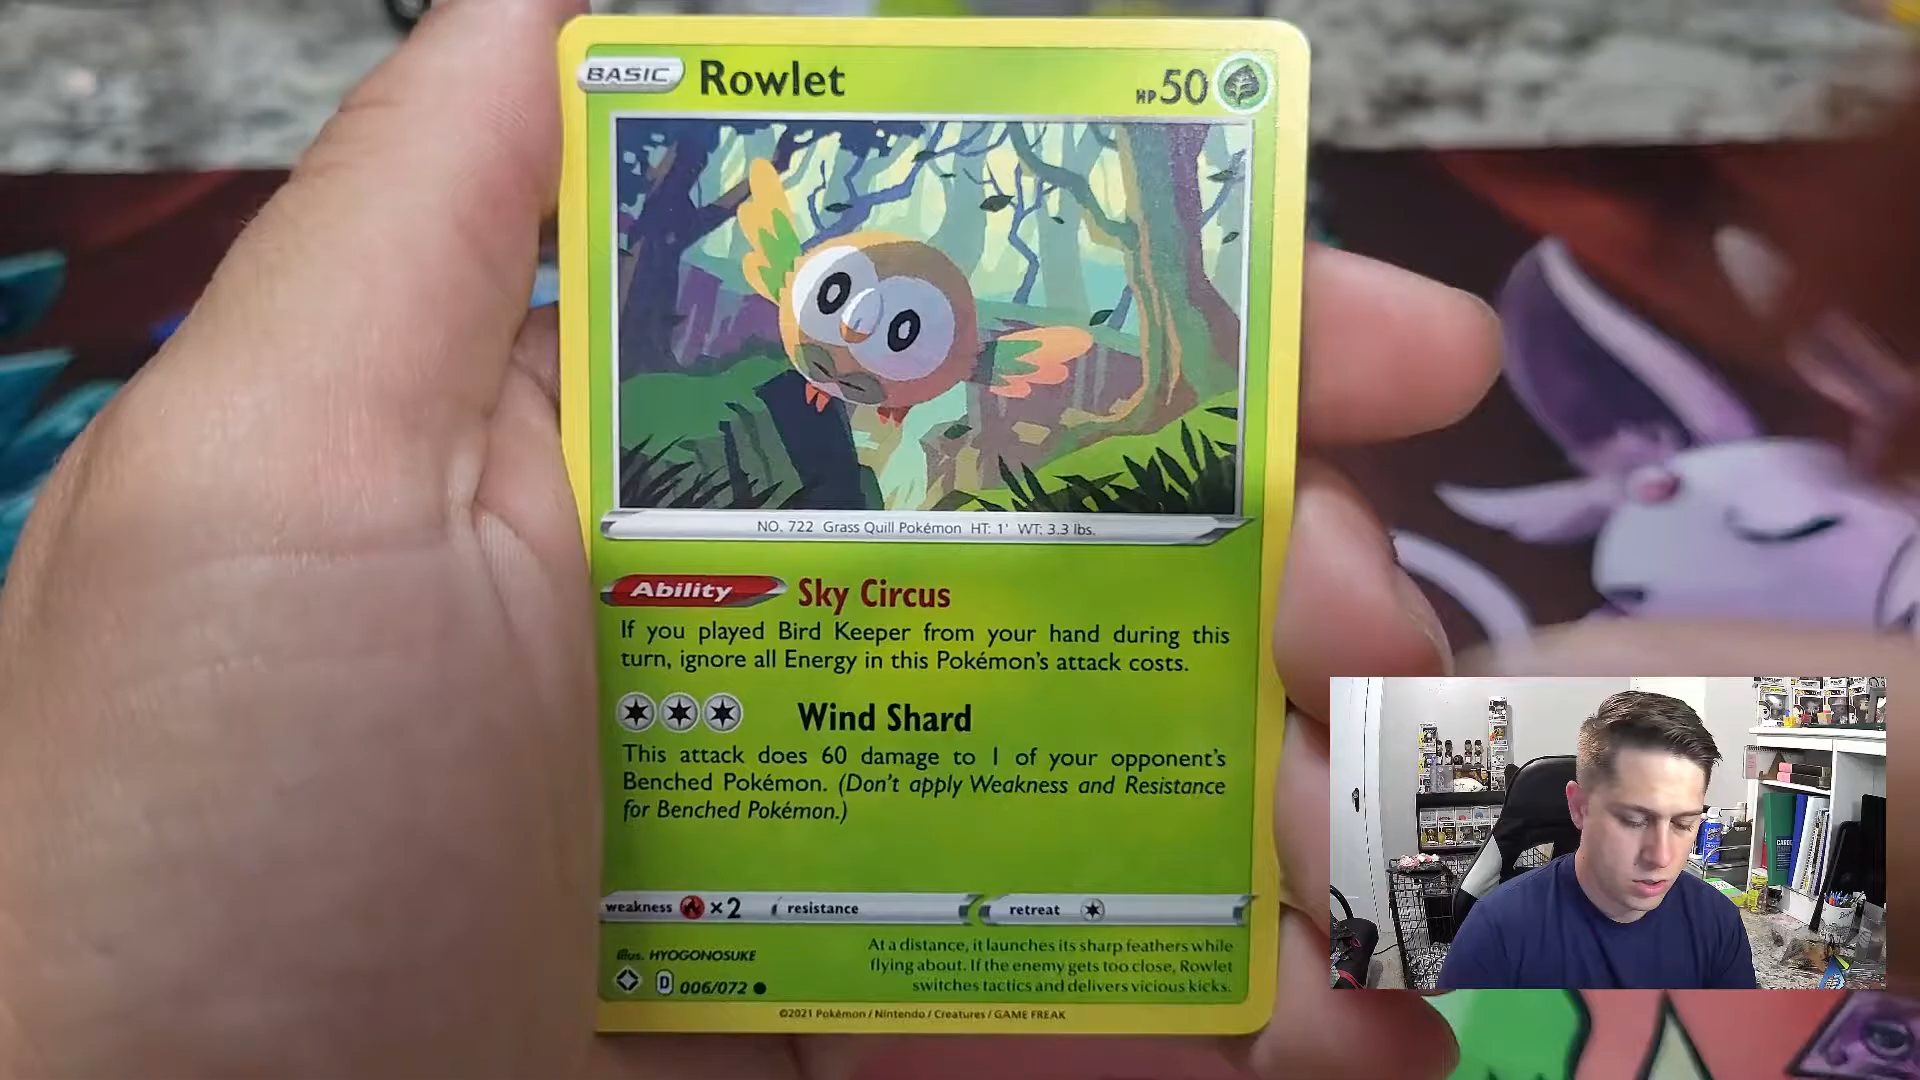 BASIC Rowlet HP 50
NO. 722 Grass Quill Pokémon HT: 1' WT: 3.3 lbs.
Ability Sky Circus
If you played Bird Keeper from your hand during this
turn, ignore all Energy in this Pokémon's attack costs.
Wind Shard
This attack does 60 damage to 1 of your opponent's
Benched Pokémon. (Don't apply Weakness and Resistance
for Benched Pokémon.)
weakness ×2 resistance retreat
illus. HYOGONOSUKE
D 006/072
At a distance, it launches its sharp feathers while
flying about. If the enemy gets too close, Rowlet
switches tactics and delivers vicious kicks.
©2021 Pokémon / Nintendo / Creatures / GAME FREAK